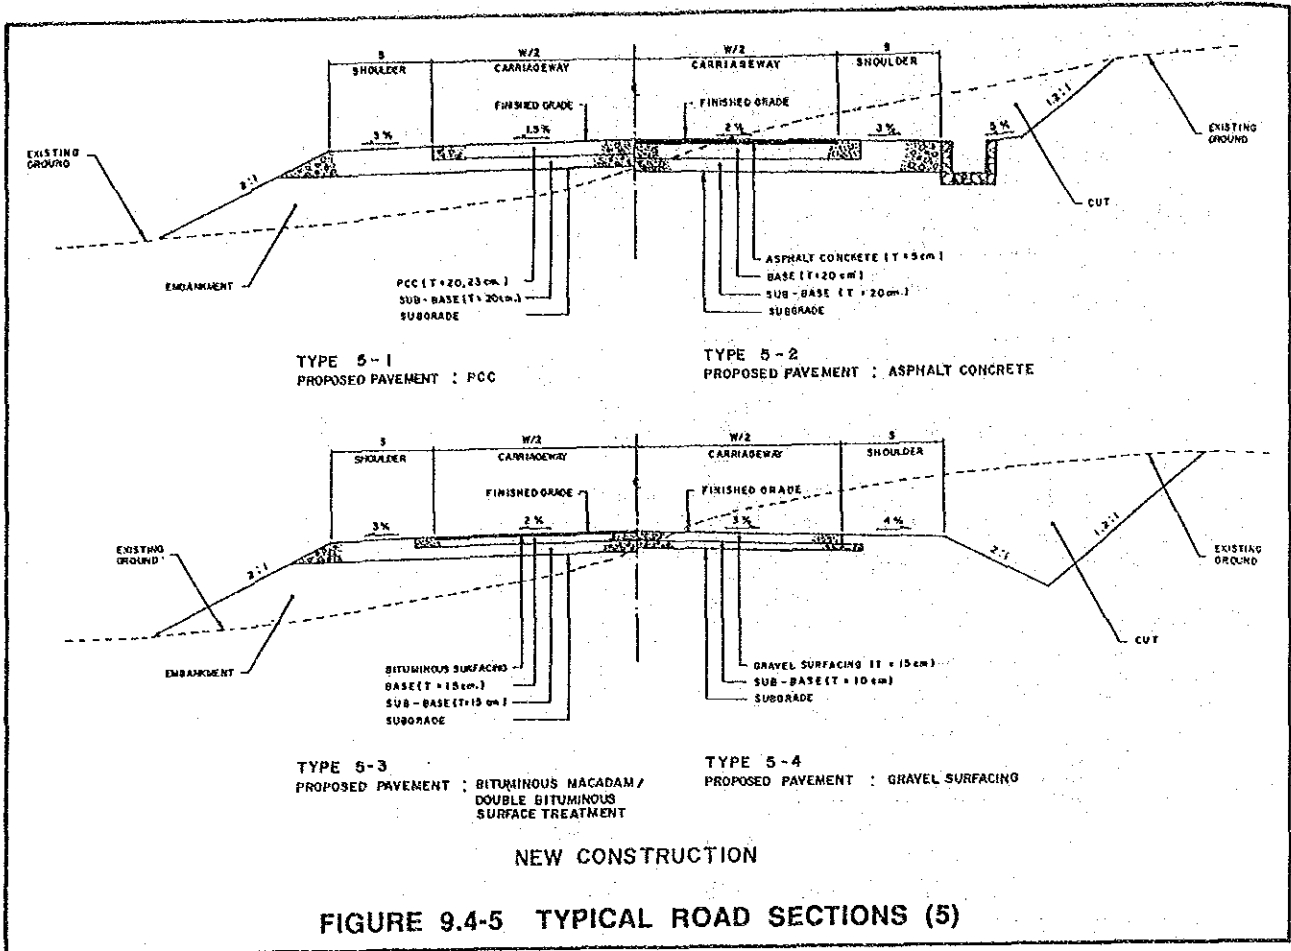 S W/2 W/2 S
SHOULDER CARRIAGEWAY CARRIAGEWAY SHOULDER
FINISHED GRADE FINISHED GRADE
3% 1.5% 2% 3% 5% 1.2:1
EXISTING GROUND
EXISTING GROUND
2:1
CUT
EMBANKMENT
PCC (T=20,23cm.)
SUB-BASE (T=20cm.)
SUBGRADE
ASPHALT CONCRETE (T=5cm.)
BASE (T=20cm)
SUB-BASE (T=20cm.)
SUBGRADE
TYPE 5-1
PROPOSED PAVEMENT : PCC
TYPE 5-2
PROPOSED PAVEMENT : ASPHALT CONCRETE
S W/2 W/2 S
SHOULDER CARRIAGEWAY CARRIAGEWAY SHOULDER
FINISHED GRADE FINISHED GRADE
3% 2% 3% 4%
EXISTING GROUND
EXISTING GROUND
2:1 2:1 1.2:1
CUT
EMBANKMENT
BITUMINOUS SURFACING
BASE (T=15cm.)
SUB-BASE (T=15cm)
SUBGRADE
GRAVEL SURFACING (T=15cm)
SUB-BASE (T=10cm)
SUBGRADE
TYPE 5-3
PROPOSED PAVEMENT : BITUMINOUS MACADAM/
DOUBLE BITUMINOUS
SURFACE TREATMENT
TYPE 5-4
PROPOSED PAVEMENT : GRAVEL SURFACING
NEW CONSTRUCTION
FIGURE 9.4-5 TYPICAL ROAD SECTIONS (5)